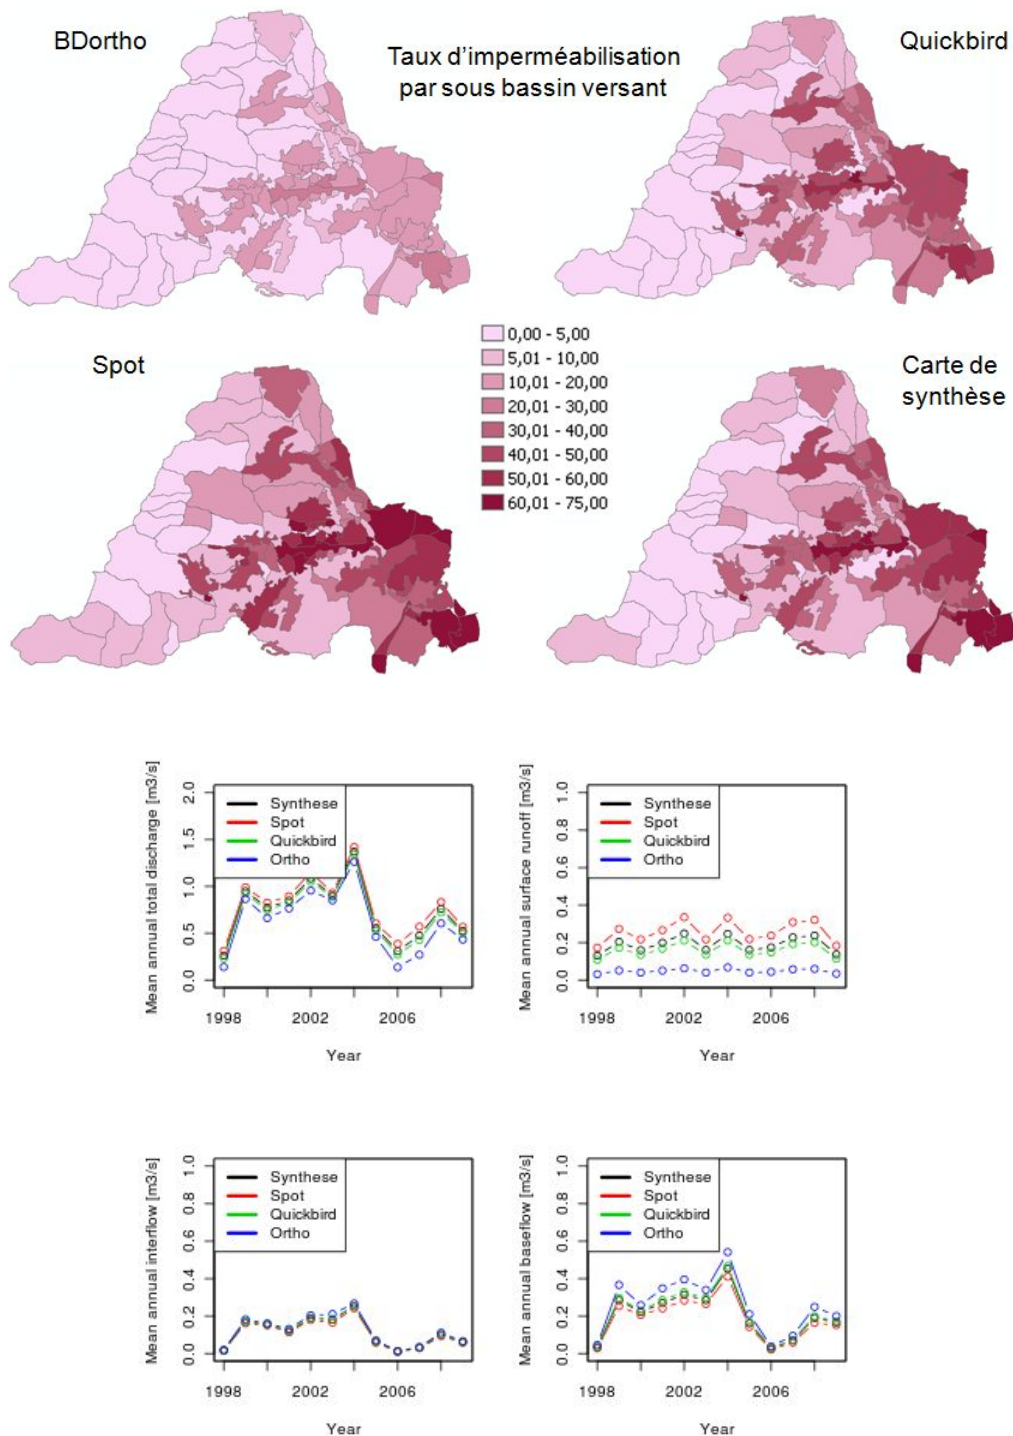 BDortho
Taux d'imperméabilisation
par sous bassin versant
Quickbird
Spot
0,00 - 5,00
5,01 - 10,00
10,01 - 20,00
20,01 - 30,00
30,01 - 40,00
40,01 - 50,00
50,01 - 60,00
60,01 - 75,00
Carte de
synthèse
Mean annual total discharge [m3/s]
2.0
1.5
1.0
0.5
0.0
Synthese
Spot
Quickbird
Ortho
1998
2002
2006
Year
Mean annual surface runoff [m3/s]
1.0
0.8
0.6
0.4
0.2
0.0
Synthese
Spot
Quickbird
Ortho
1998
2002
2006
Year
Mean annual interflow [m3/s]
1.0
0.8
0.6
0.4
0.2
0.0
Synthese
Spot
Quickbird
Ortho
1998
2002
2006
Year
Mean annual baseflow [m3/s]
1.0
0.8
0.6
0.4
0.2
0.0
Synthese
Spot
Quickbird
Ortho
1998
2002
2006
Year